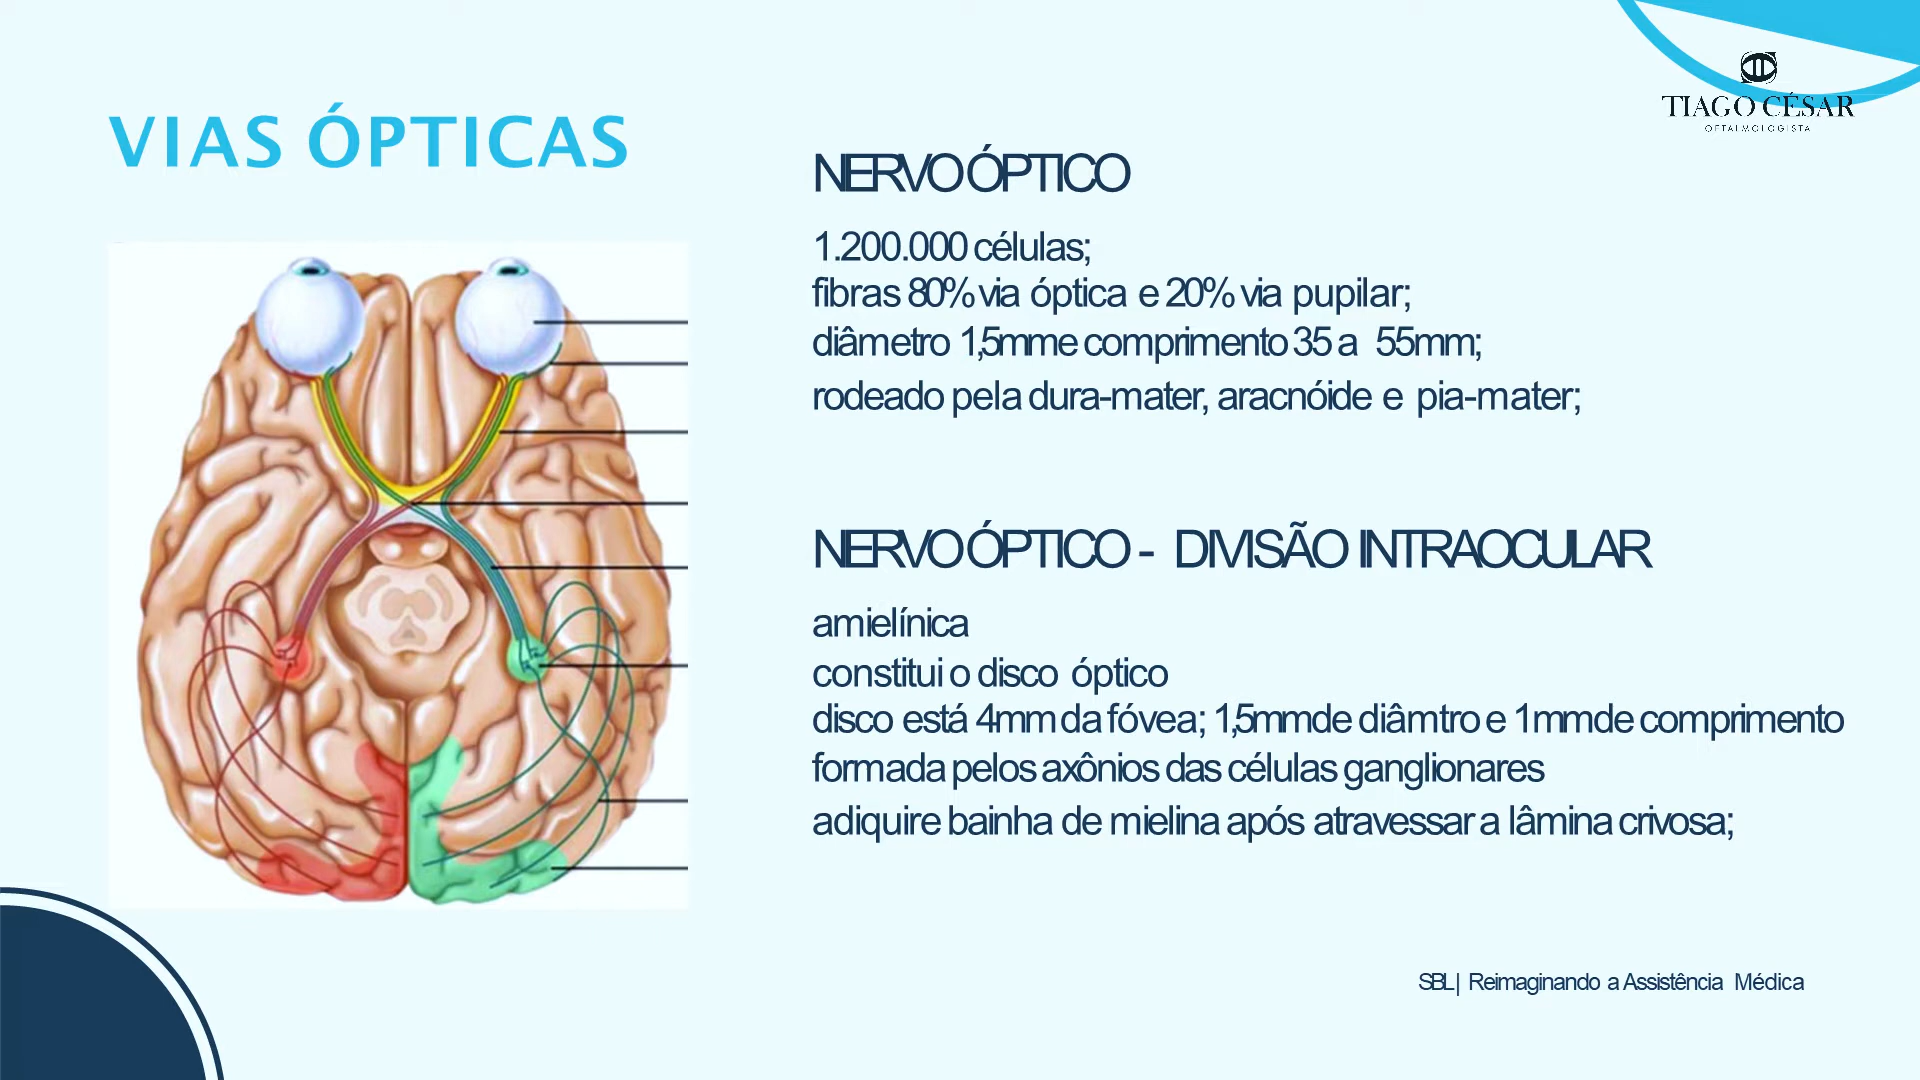 TIAGO CÉSAR
OFTALMOLOGISTA
VIAS ÓPTICAS
NERVO ÓPTICO
1.200.000 células;
fibras 80% via óptica e 20% via pupilar;
diâmetro 1,5mm e comprimento 35 a 55mm;
rodeado pela dura-mater, aracnóide e pia-mater;
NERVO ÓPTICO - DIVISÃO INTRAOCULAR
amielínica
constitui o disco óptico
disco está 4mm da fóvea; 1,5mm de diâmtro e 1mm de comprimento
formada pelos axônios das células ganglionares
adiquire bainha de mielina após atravessar a lâmina crivosa;
SBL | Reimaginando a Assistência Médica